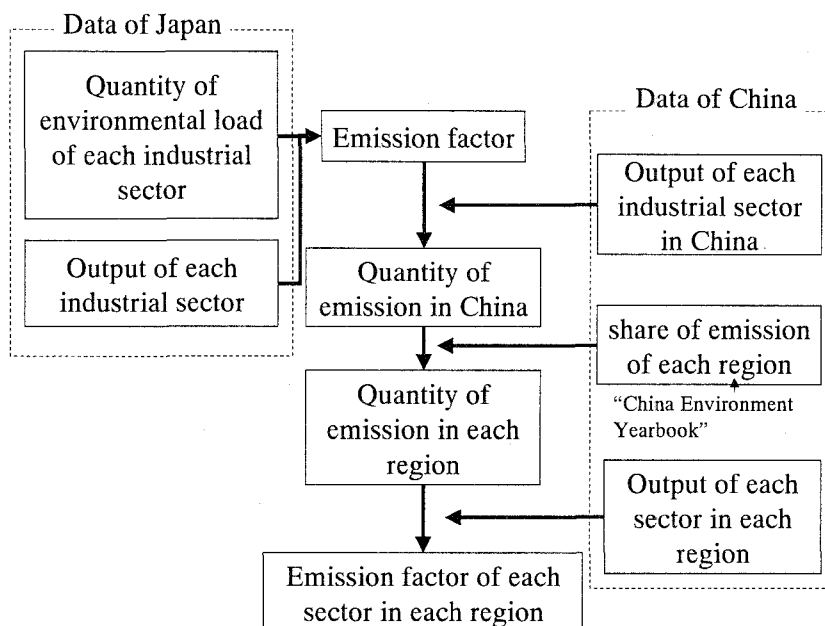 Data of Japan
Quantity of
environmental load
of each industrial
sector
Output of each
industrial sector
Emission factor
Quantity of
emission in China
Quantity of
emission in each
region
Emission factor of each
sector in each region
Data of China
Output of each
industrial sector
in China
share of emission
of each region
“China Environment
Yearbook”
Output of each
sector in each
region